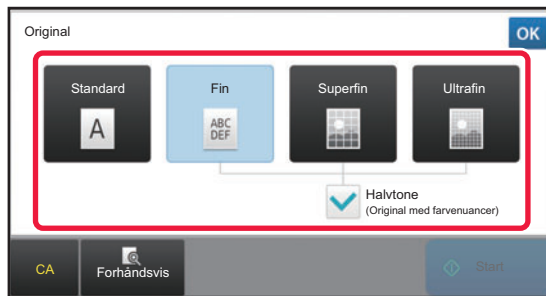 Original
OK
Standard
Fin
Superfin
Ultrafin
A
ABC
DEF
Halvtone
(Original med farvenuancer)
CA
Forhåndsvis
Start